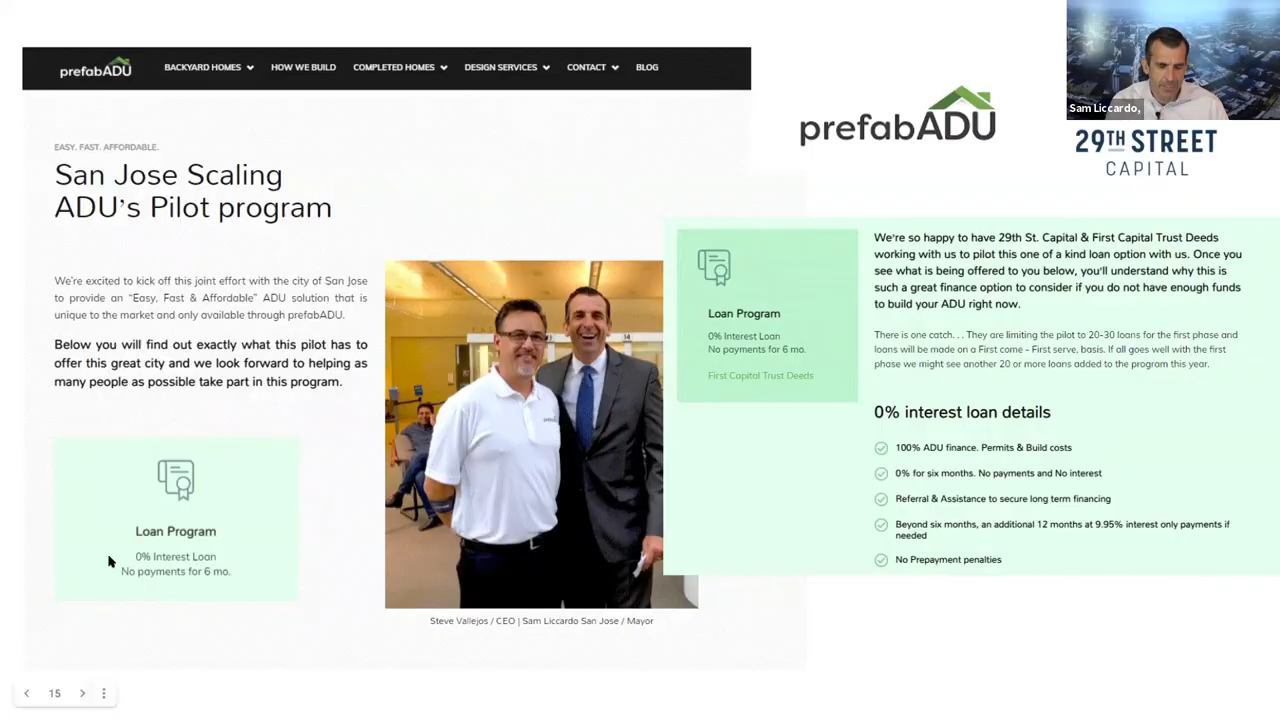 prefabADU
BACKYARD HOMES
HOW WE BUILD
COMPLETED HOMES
DESIGN SERVICES
CONTACT
BLOG
EASY. FAST. AFFORDABLE.
San Jose Scaling
ADU's Pilot program
We're excited to kick off this joint effort with the city of San Jose
to provide an “Easy, Fast & Affordable” ADU solution that is
unique to the market and only available through prefabADU.
Below you will find out exactly what this pilot has to
offer this great city and we look forward to helping as
many people as possible take part in this program.
Loan Program
0% Interest Loan
No payments for 6 mo.
14
Steve Vallejos / CEO | Sam Liccardo San Jose / Mayor
prefabADU
Sam Liccardo,
29TH STREET
CAPITAL
Loan Program
0% Interest Loan
No payments for 6 mo.
First Capital Trust Deeds
We're so happy to have 29th St. Capital & First Capital Trust Deeds
working with us to pilot this one of a kind loan option with us. Once you
see what is being offered to you below, you'll understand why this is
such a great finance option to consider if you do not have enough funds
to build your ADU right now.
There is one catch. . . They are limiting the pilot to 20-30 loans for the first phase and
loans will be made on a First come - First serve, basis. If all goes well with the first
phase we might see another 20 or more loans added to the program this year.
0% interest loan details
100% ADU finance. Permits & Build costs
0% for six months. No payments and No interest
Referral & Assistance to secure long term financing
Beyond six months, an additional 12 months at 9.95% interest only payments if
needed
No Prepayment penalties
15